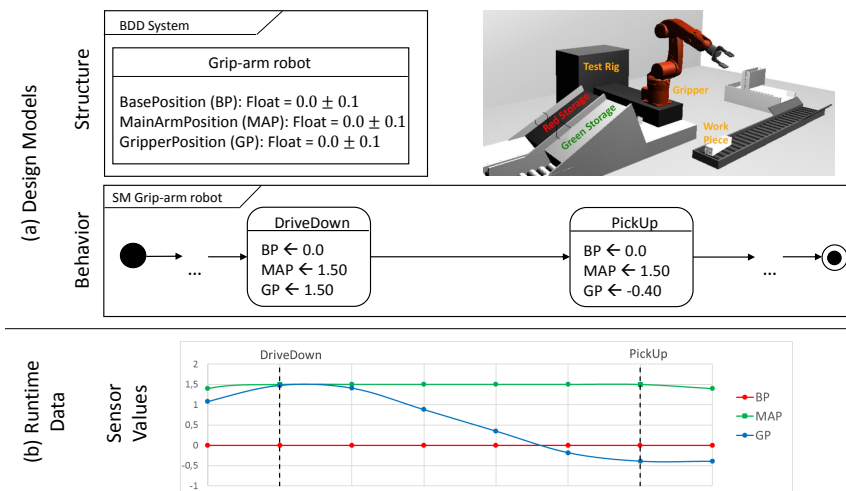 (a) Design Models
Structure
BDD System
Grip-arm robot
BasePosition (BP): Float = 0.0 ± 0.1
MainArmPosition (MAP): Float = 0.0 ± 0.1
GripperPosition (GP): Float = 0.0 ± 0.1
Test Rig
Gripper
Red Storage
Green Storage
Work
Piece
Behavior
SM Grip-arm robot
...
DriveDown
BP ← 0.0
MAP ← 1.50
GP ← 1.50
PickUp
BP ← 0.0
MAP ← 1.50
GP ← -0.40
...
(b) Runtime
Data
Sensor
Values
DriveDown
PickUp
2
1,5
1
0,5
0
-0,5
-1
BP
MAP
GP